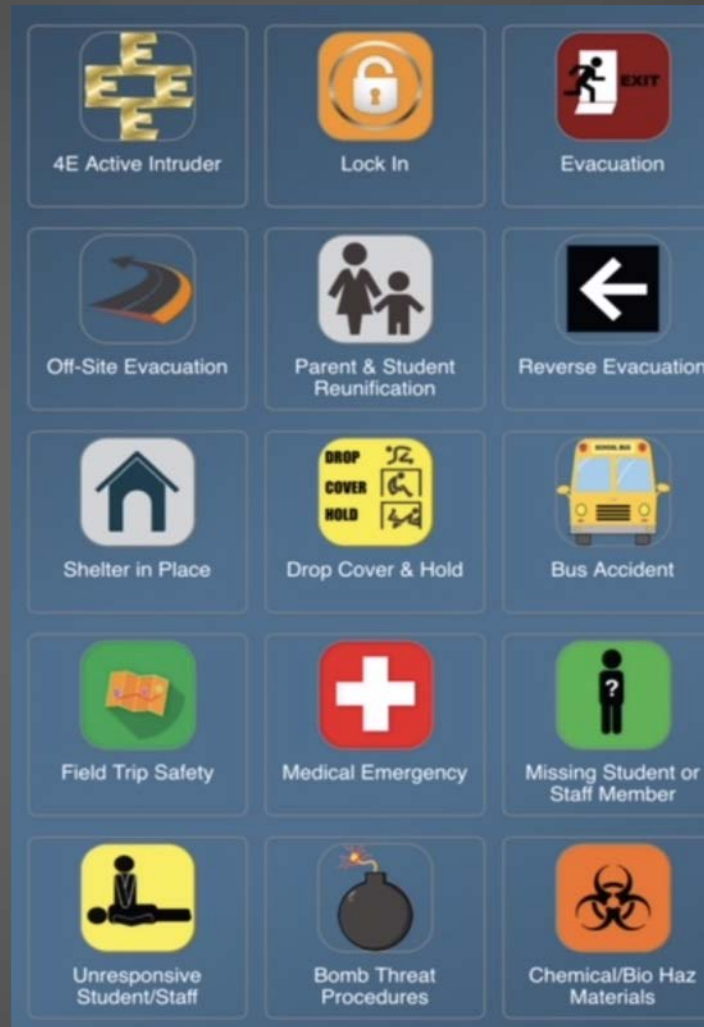 E
E E
E
4E Active Intruder
Lock In
EXIT
Evacuation
Off-Site Evacuation
Parent & Student
Reunification
Reverse Evacuation
Shelter in Place
DROP
COVER
HOLD
Drop Cover & Hold
SCHOOL BUS
Bus Accident
Field Trip Safety
Medical Emergency
?
Missing Student or
Staff Member
Unresponsive
Student/Staff
Bomb Threat
Procedures
Chemical/Bio Haz
Materials